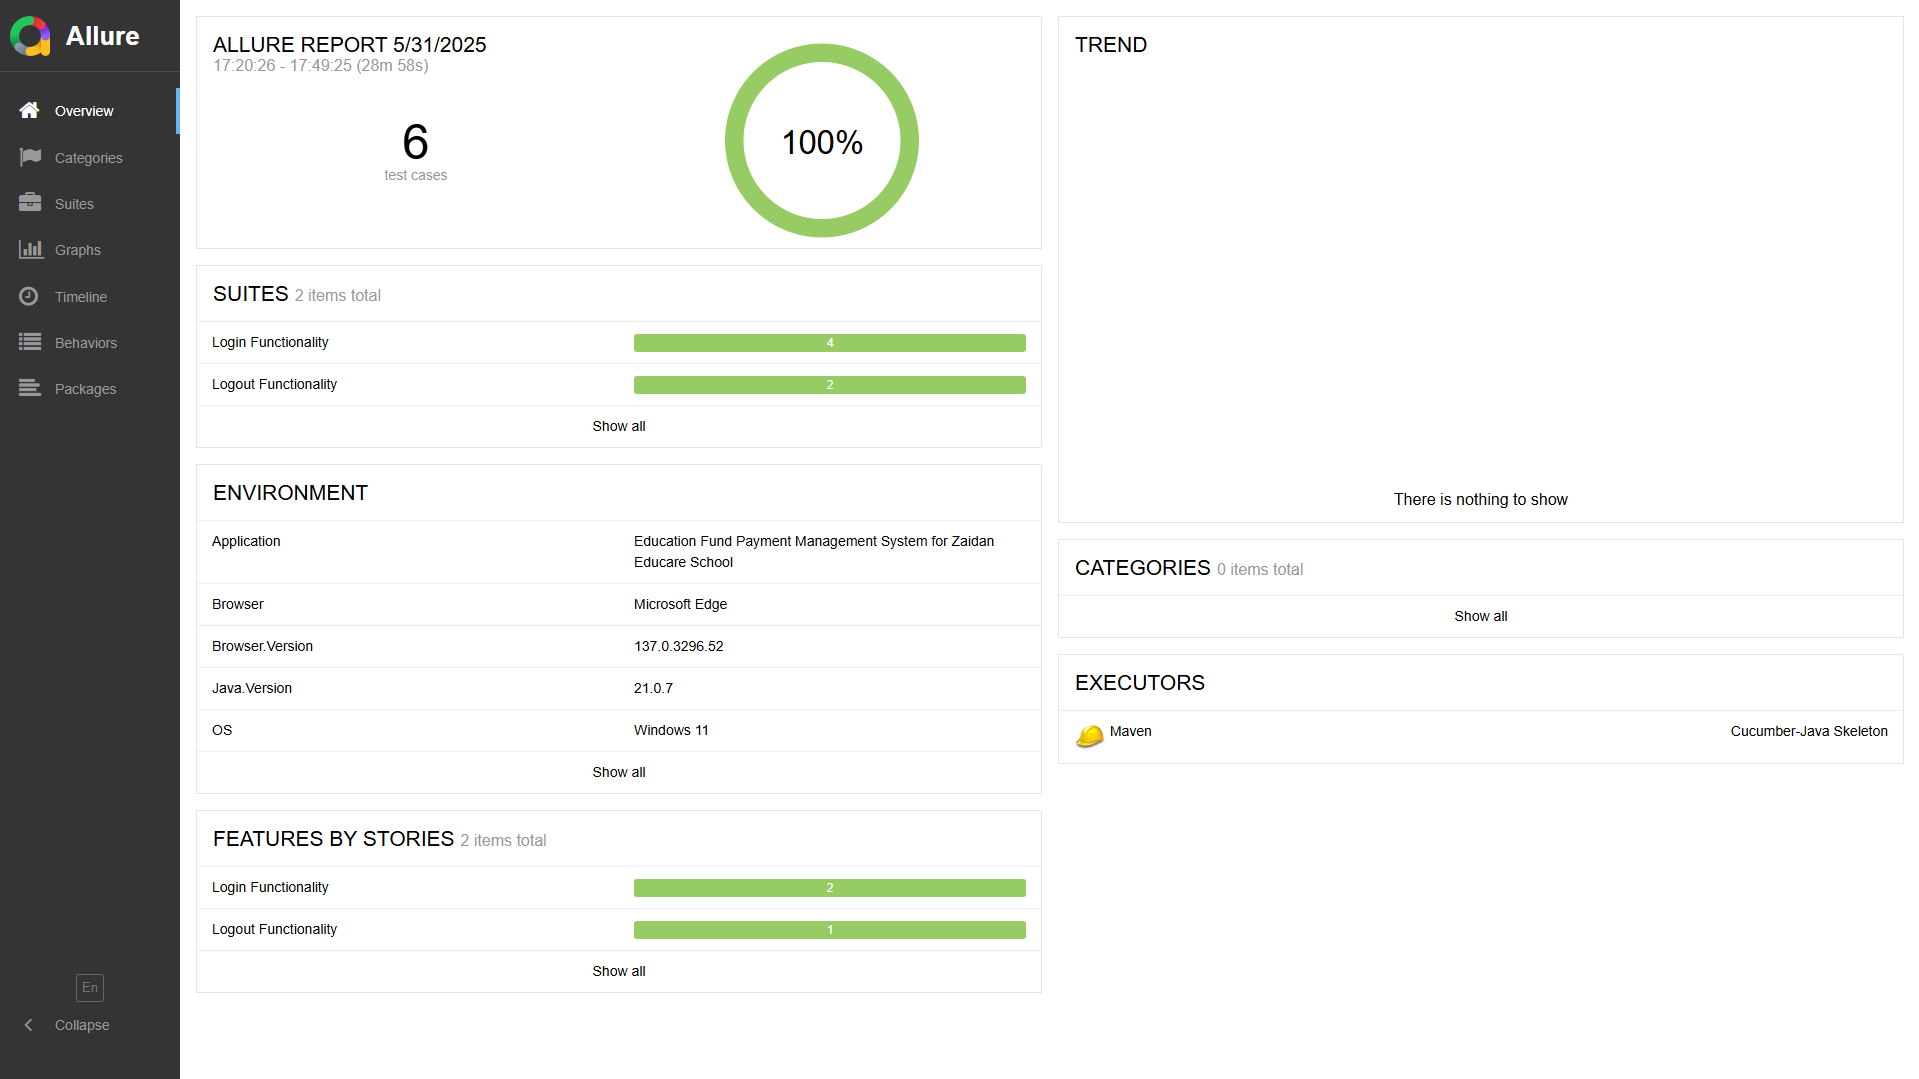 Allure
Overview
Categories
Suites
Graphs
Timeline
Behaviors
Packages
En
Collapse
ALLURE REPORT 5/31/2025
17:20:26 - 17:49:25 (28m 58s)
6
test cases
100%
SUITES 2 items total
Login Functionality 4
Logout Functionality 2
Show all
ENVIRONMENT
Application Education Fund Payment Management System for Zaidan
Educare School
Browser Microsoft Edge
Browser.Version 137.0.3296.52
Java.Version 21.0.7
OS Windows 11
Show all
FEATURES BY STORIES 2 items total
Login Functionality 2
Logout Functionality 1
Show all
TREND
There is nothing to show
CATEGORIES 0 items total
Show all
EXECUTORS
Maven Cucumber-Java Skeleton